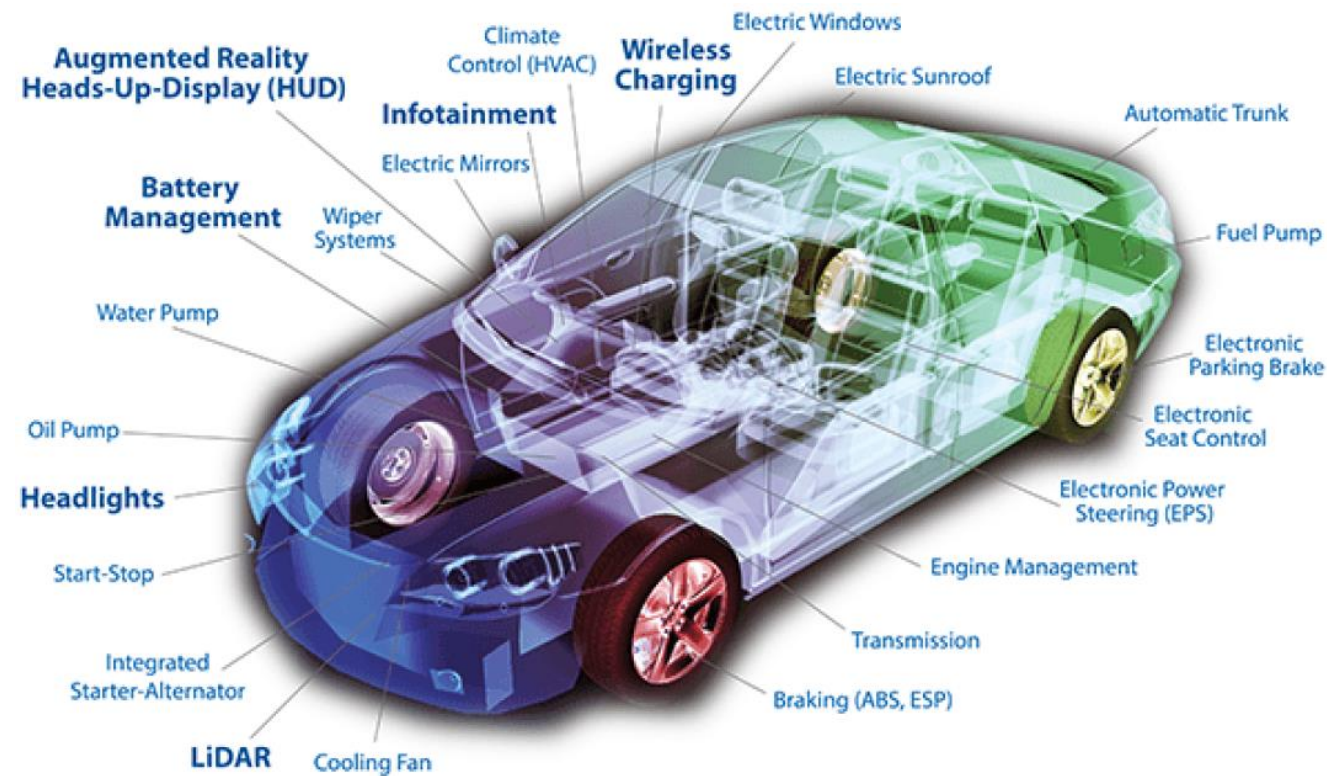 Electric Windows
Climate
Control (HVAC)
Wireless
Charging
Augmented Reality
Heads-Up-Display (HUD)
Electric Sunroof
Infotainment
Automatic Trunk
Electric Mirrors
Battery
Management
Wiper
Systems
Fuel Pump
Water Pump
Electronic
Parking Brake
Oil Pump
Electronic
Seat Control
Headlights
Electronic Power
Steering (EPS)
Start-Stop
Engine Management
Transmission
Integrated
Starter-Alternator
Braking (ABS, ESP)
LiDAR
Cooling Fan